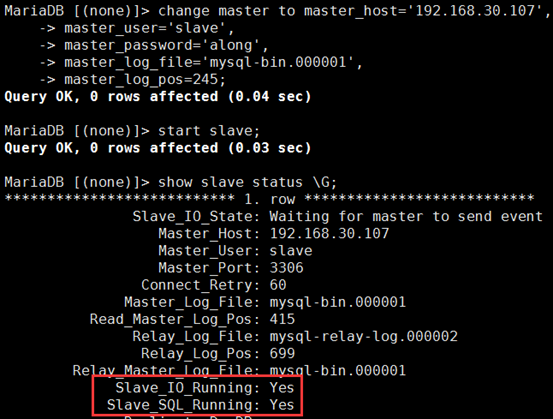 MariaDB [(none)]> change master to master_host='192.168.30.107',
-> master_user='slave',
-> master_password='along',
-> master_log_file='mysql-bin.000001',
-> master_log_pos=245;
Query OK, 0 rows affected (0.04 sec)
MariaDB [(none)]> start slave;
Query OK, 0 rows affected (0.03 sec)
MariaDB [(none)]> show slave status \G;
*************************** 1. row ***************************
Slave_IO_State: Waiting for master to send event
Master_Host: 192.168.30.107
Master_User: slave
Master_Port: 3306
Connect_Retry: 60
Master_Log_File: mysql-bin.000001
Read_Master_Log_Pos: 415
Relay_Log_File: mysql-relay-log.000002
Relay_Log_Pos: 699
Relay_Master_Log_File: mysql-bin.000001
Slave_IO_Running: Yes
Slave_SQL_Running: Yes